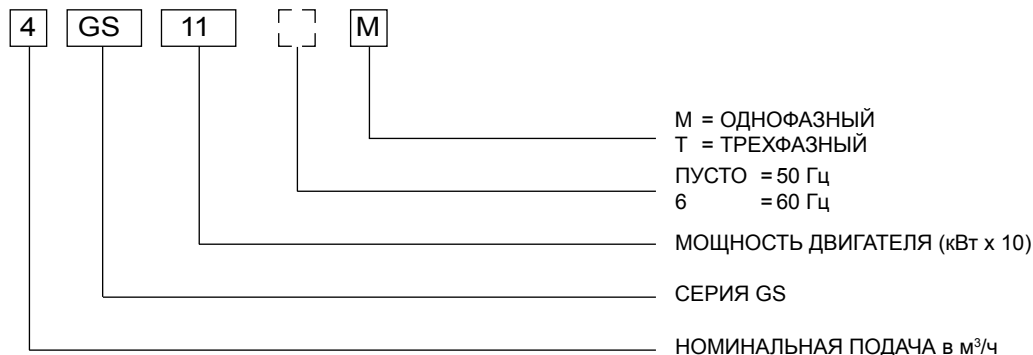 4 GS 11 M
М = ОДНОФАЗНЫЙ
Т = ТРЕХФАЗНЫЙ
ПУСТО = 50 Гц
6 = 60 Гц
МОЩНОСТЬ ДВИГАТЕЛЯ (кВт x 10)
СЕРИЯ GS
НОМИНАЛЬНАЯ ПОДАЧА в м³/ч